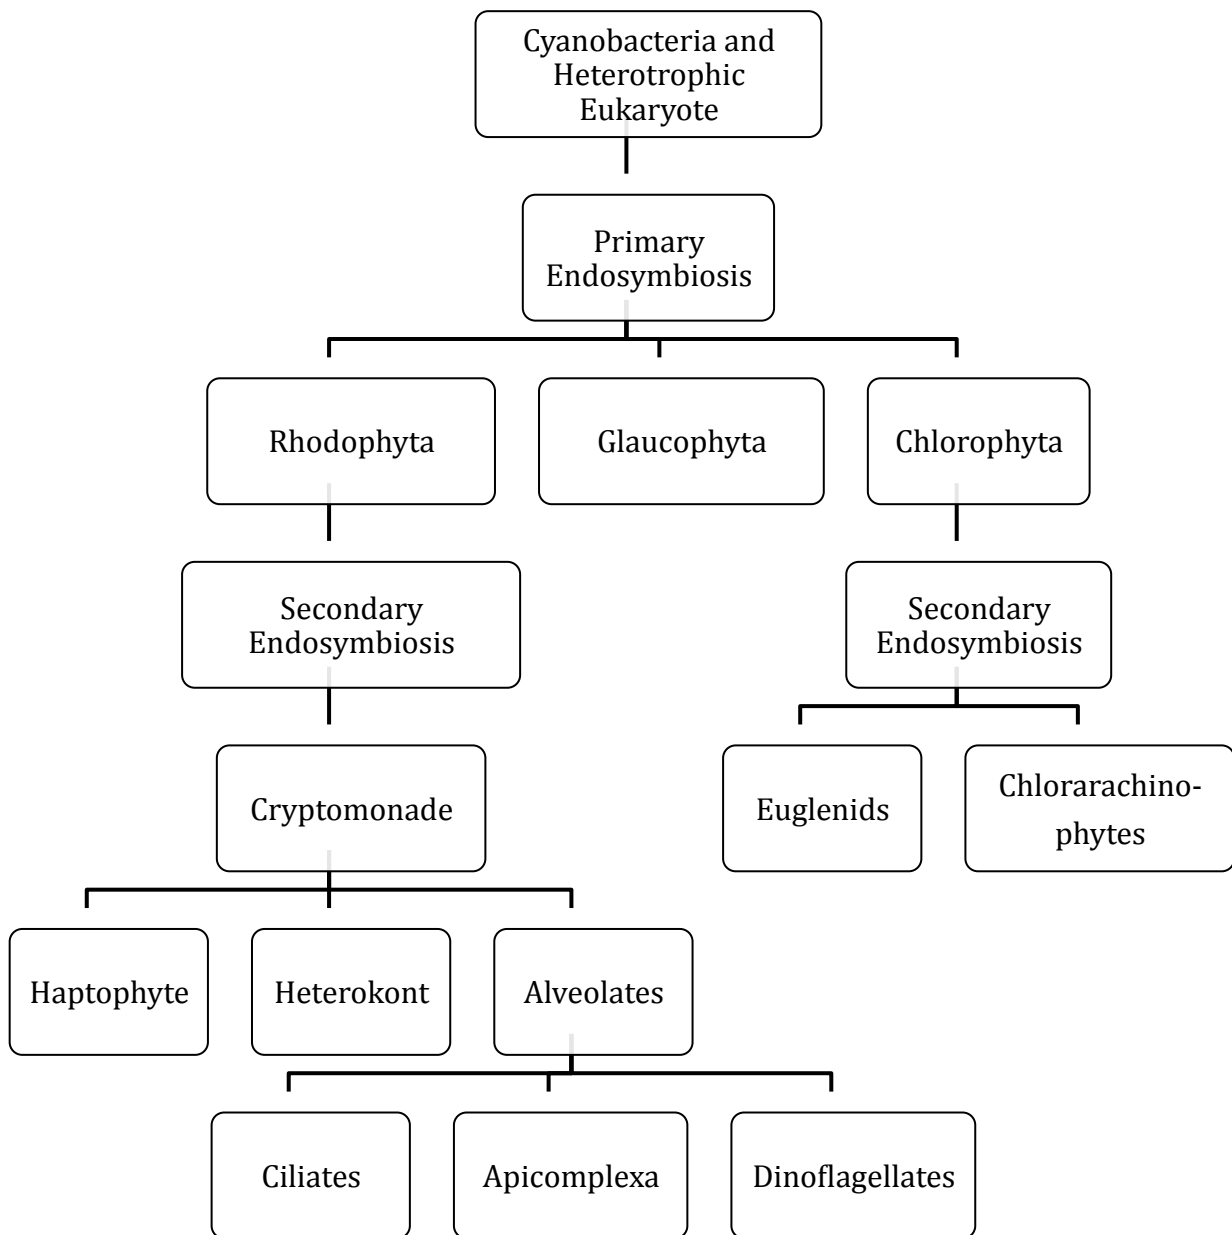 Cyanobacteria and
Heterotrophic
Eukaryote
Primary
Endosymbiosis
Rhodophyta
Glaucophyta
Chlorophyta
Secondary
Endosymbiosis
Secondary
Endosymbiosis
Cryptomonade
Euglenids
Chlorarachino-
phytes
Haptophyte
Heterokont
Alveolates
Ciliates
Apicomplexa
Dinoflagellates